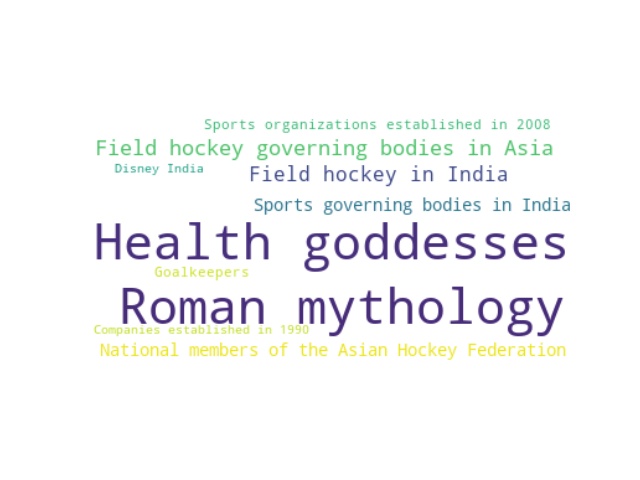 Sports organizations established in 2008
Field hockey governing bodies in Asia
Disney India
Field hockey in India
Sports governing bodies in India
Health goddesses
Goalkeepers
Roman mythology
Companies established in 1990
National members of the Asian Hockey Federation